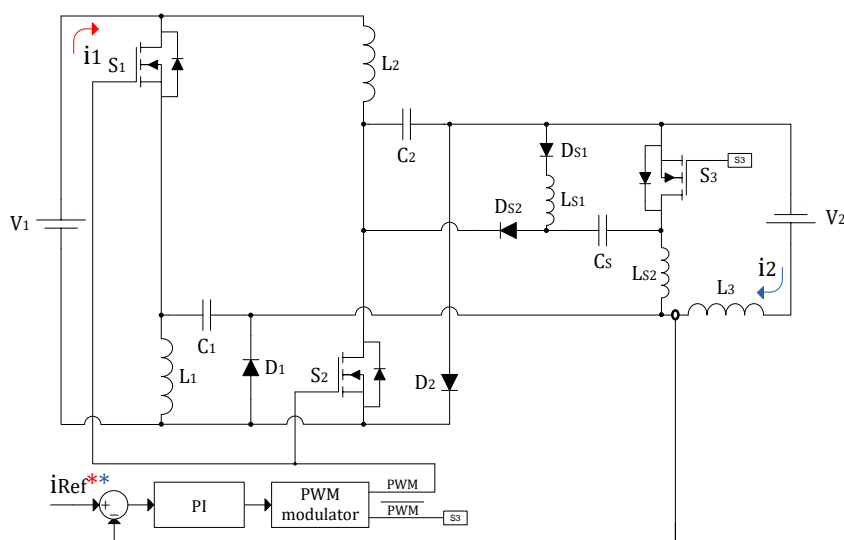 i1
S1
L2
C2
DS1
S3
S3
V1
DS2
LS1
V2
CS
LS2
i2
L3
C1
L1
D1
S2
D2
iRef**
+
−
PI
PWM
modulator
PWM
PWM
S3